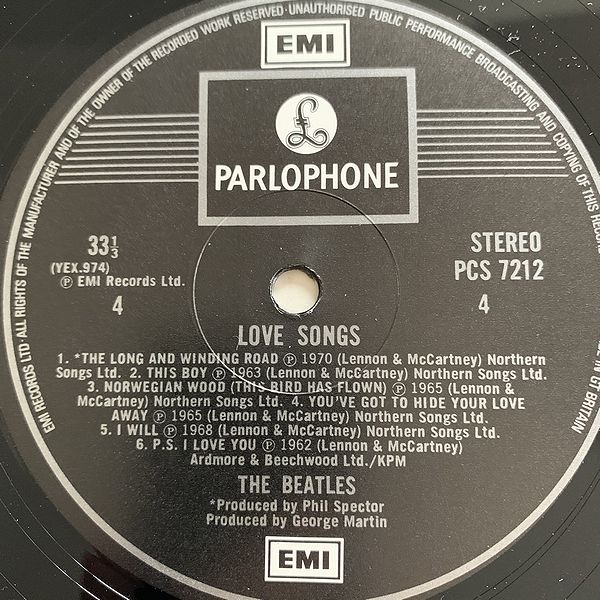 EMI RECORDS LTD·ALL RIGHTS OF THE MANUFACTURER AND OF THE OWNER OF THE RECORDED WORK RESERVED·UNAUTHORISED PUBLIC PERFORMANCE BROADCASTING AND COPYING OF THIS RECORD
IN GT BRITAIN
EMI
£
PARLOPHONE
33⅓
STEREO
(YEX.974)
PCS 7212
℗ EMI Records Ltd.
4
4
LOVE SONGS
1. *THE LONG AND WINDING ROAD ℗ 1970 (Lennon & McCartney) Northern
Songs Ltd. 2. THIS BOY ℗ 1963 (Lennon & McCartney) Northern Songs Ltd.
3. NORWEGIAN WOOD (THIS BIRD HAS FLOWN) ℗ 1965 (Lennon &
McCartney) Northern Songs Ltd. 4. YOU'VE GOT TO HIDE YOUR LOVE
AWAY ℗ 1965 (Lennon & McCartney) Northern Songs Ltd.
5. I WILL ℗ 1968 (Lennon & McCartney) Northern Songs Ltd.
6. P.S. I LOVE YOU ℗ 1962 (Lennon & McCartney)
Ardmore & Beechwood Ltd./KPM
THE BEATLES
*Produced by Phil Spector
Produced by George Martin
EMI